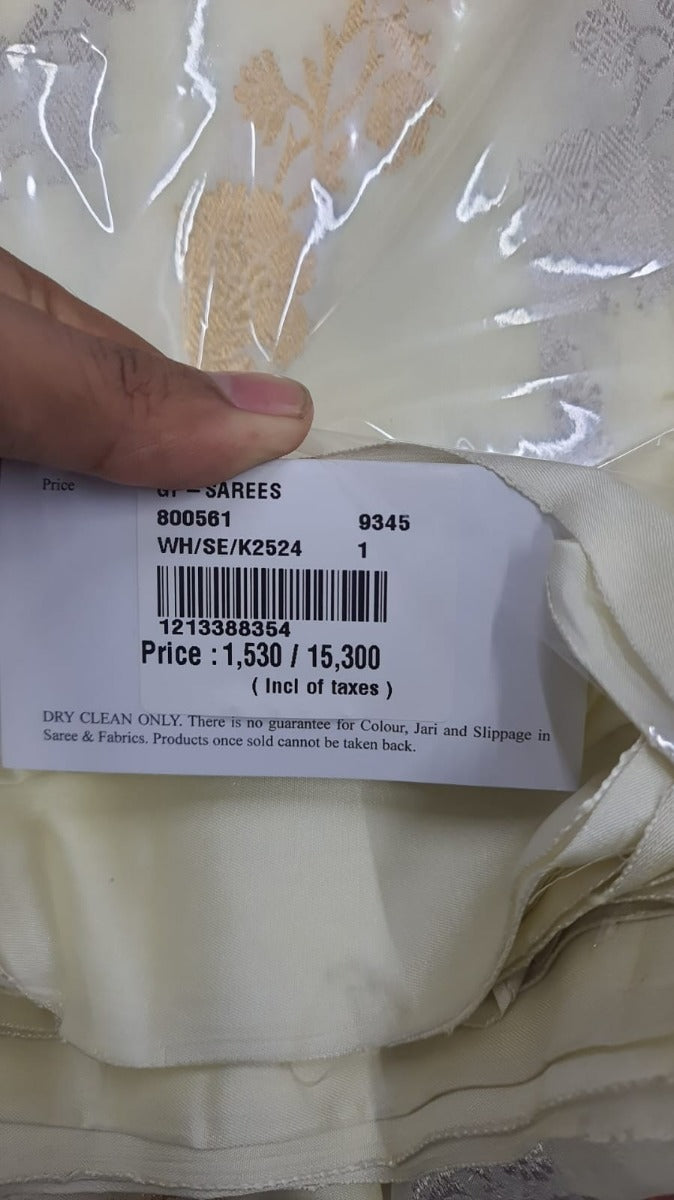 Price
– SAREES
800561 9345
WH/SE/K2524 1
1213388354
Price : 1,530 / 15,300
( Incl of taxes )
DRY CLEAN ONLY. There is no guarantee for Colour, Jari and Slippage in
Saree & Fabrics. Products once sold cannot be taken back.